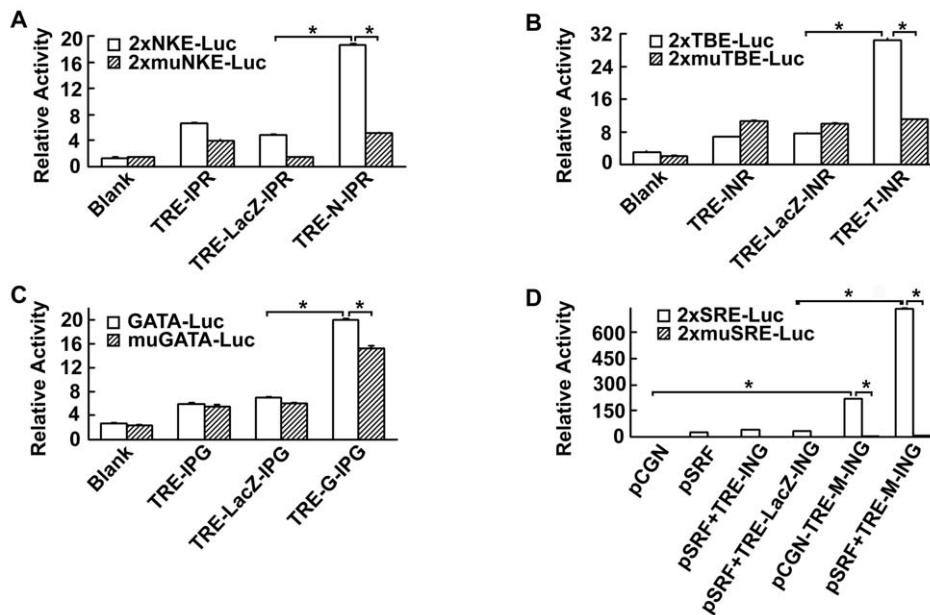 A
Relative Activity
20
16
12
8
4
0
2xNKE-Luc
2xmuNKE-Luc
*
*
Blank
TRE-IPR
TRE-LacZ-IPR
TRE-N-IPR
B
Relative Activity
32
24
16
8
0
2xTBE-Luc
2xmuTBE-Luc
*
*
Blank
TRE-INR
TRE-LacZ-INR
TRE-T-INR
C
Relative Activity
20
16
12
8
4
0
GATA-Luc
muGATA-Luc
*
*
Blank
TRE-IPG
TRE-LacZ-IPG
TRE-G-IPG
D
Relative Activity
600
450
300
150
0
2xSRE-Luc
2xmuSRE-Luc
*
*
*
*
pCGN
pSRF
pSRF+TRE-ING
pSRF+TRE-LacZ-ING
pCGN-TRE-M-ING
pSRF+TRE-M-ING